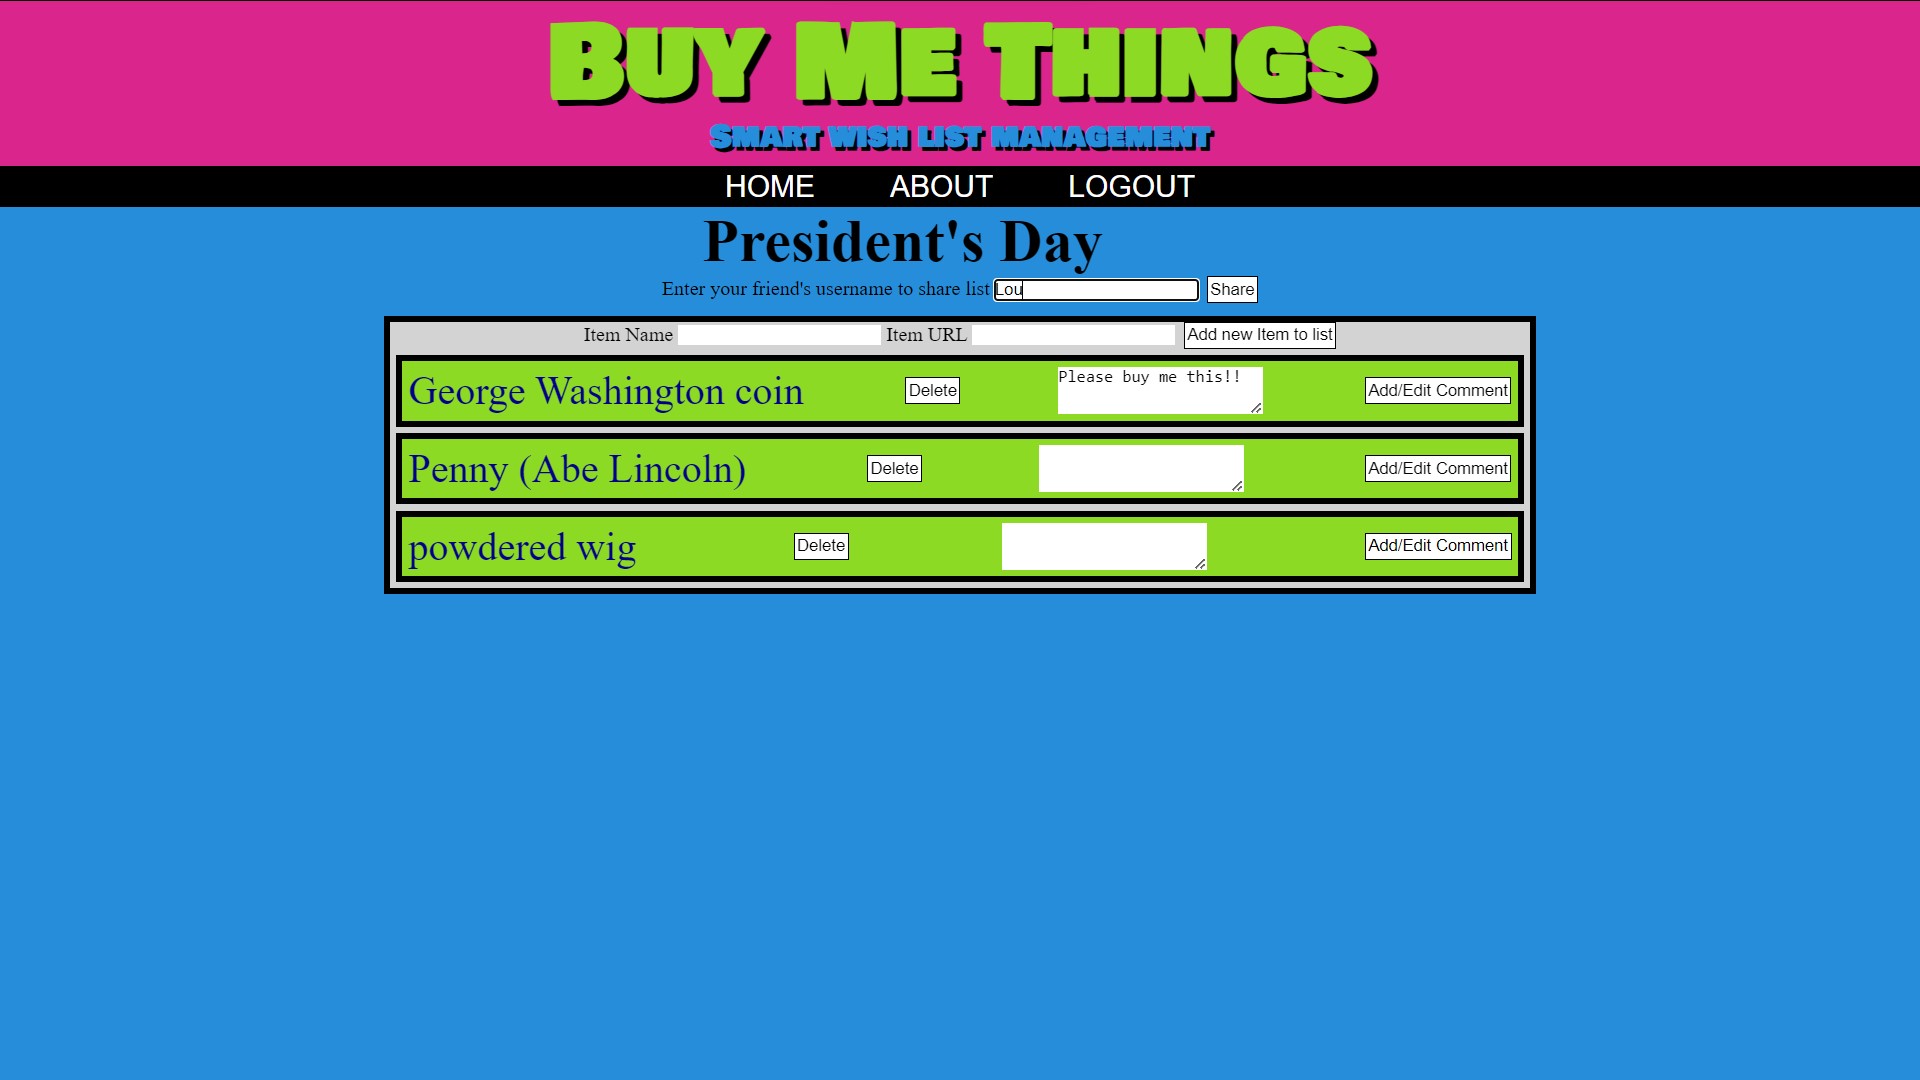 Buy Me Things
Smart wish list management
HOME ABOUT LOGOUT
President's Day
Enter your friend's username to share list Lou Share
Item Name Item URL Add new Item to list
George Washington coin Delete Please buy me this!! Add/Edit Comment
Penny (Abe Lincoln) Delete Add/Edit Comment
powdered wig Delete Add/Edit Comment